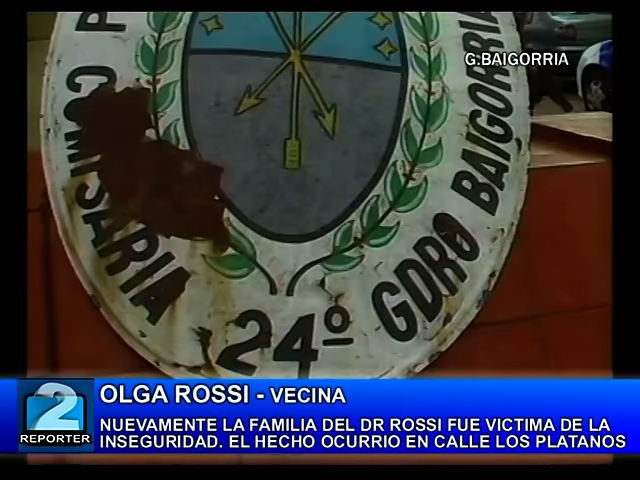 G.BAIGORRIA
COMISARIA P
24º
GDRO BAIGORRIA
2
REPORTER
OLGA ROSSI - VECINA
NUEVAMENTE LA FAMILIA DEL DR ROSSI FUE VICTIMA DE LA
INSEGURIDAD. EL HECHO OCURRIO EN CALLE LOS PLATANOS